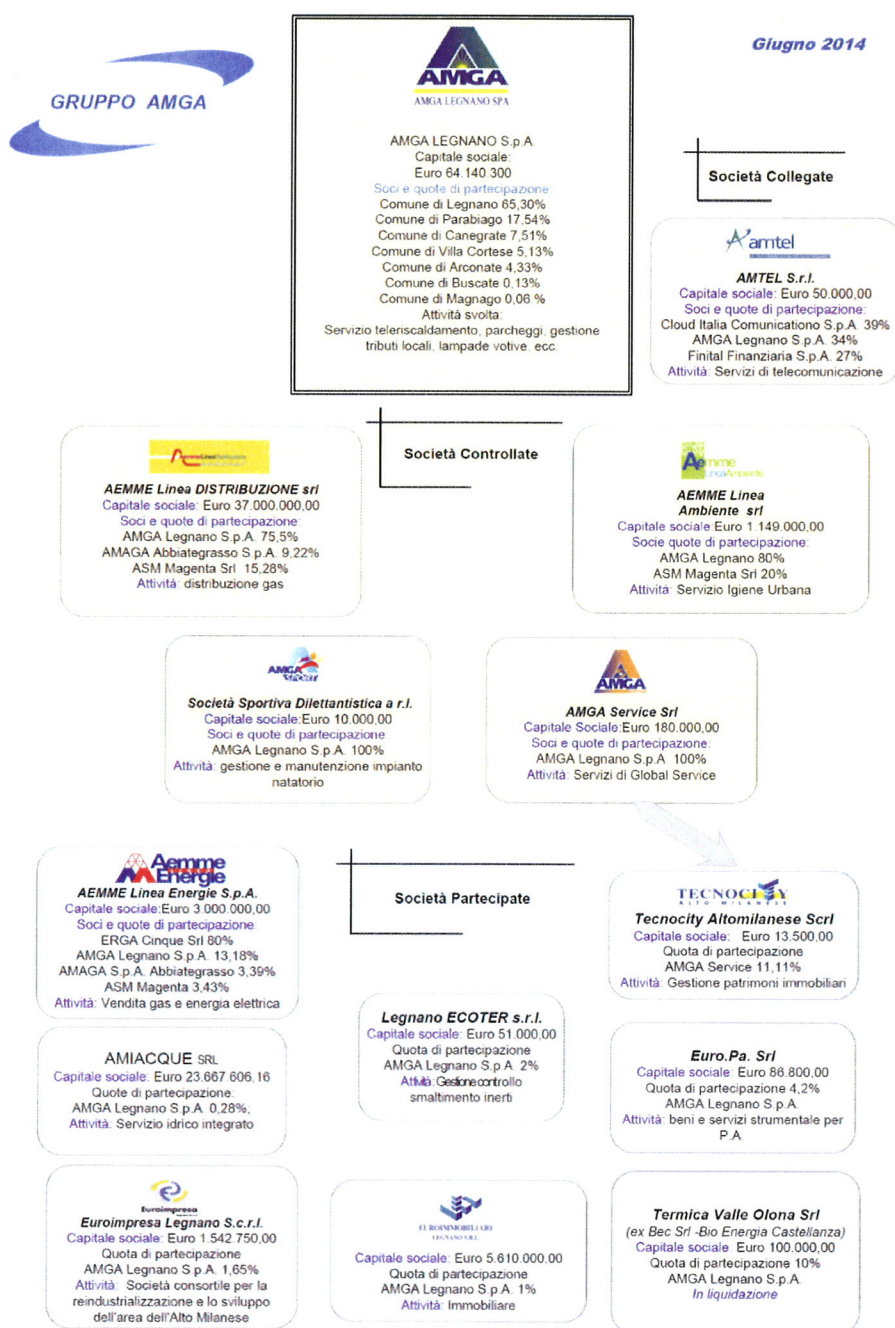 Giugno 2014
GRUPPO AMGA
AMGA
AMGA LEGNANO SPA
AMGA LEGNANO S.p.A
Capitale sociale:
Euro 64.140.300
Soci e quote di partecipazione:
Comune di Legnano 65,30%
Comune di Parabiago 17,54%
Comune di Canegrate 7,51%
Comune di Villa Cortese 5,13%
Comune di Arconate 4,33%
Comune di Buscate 0,13%
Comune di Magnago 0,06 %
Attività svolta:
Servizio teleriscaldamento, parcheggi, gestione
tributi locali, lampade votive. ecc.
Società Collegate
amtel
AMTEL S.r.l.
Capitale sociale: Euro 50.000,00
Soci e quote di partecipazione:
Cloud Italia Comunicationo S.p.A. 39%
AMGA Legnano S.p.A. 34%
Finital Finanziaria S.p.A. 27%
Attività: Servizi di telecomunicazione
Società Controllate
AemmeLineaDistribuzione
AEMME Linea DISTRIBUZIONE srl
Capitale sociale: Euro 37.000.000,00
Soci e quote di partecipazione:
AMGA Legnano S.p.A. 75,5%
AMAGA Abbiategrasso S.p.A. 9,22%
ASM Magenta Srl 15,28%
Attività: distribuzione gas
Aemme
LineaAmbiente
AEMME Linea
Ambiente srl
Capitale sociale:Euro 1.149.000,00
Socie quote di partecipazione:
AMGA Legnano 80%
ASM Magenta Srl 20%
Attività: Servizio Igiene Urbana
AMGA
SPORT
Società Sportiva Dilettantistica a r.l.
Capitale sociale:Euro 10.000,00
Soci e quote di partecipazione
AMGA Legnano S.p.A. 100%
Attività: gestione e manutenzione impianto
natatorio
AMGA
AMGA Service Srl
Capitale Sociale:Euro 180.000,00
Soci e quote di partecipazione:
AMGA Legnano S.p.A. 100%
Attività: Servizi di Global Service
Società Partecipate
Aemme
Energie
AEMME Linea Energie S.p.A.
Capitale sociale:Euro 3.000.000,00
Soci e quote di partecipazione:
ERGA Cinque Srl 80%
AMGA Legnano S.p.A. 13,18%
AMAGA S.p.A. Abbiategrasso 3,39%
ASM Magenta 3,43%
Attività: Vendita gas e energia elettrica
TECNOCITY
ALTO MILANESE
Tecnocity Altomilanese Scrl
Capitale sociale: Euro 13.500,00
Quota di partecipazione
AMGA Service 11,11%
Attività: Gestione patrimoni immobiliari
Legnano ECOTER s.r.l.
Capitale sociale: Euro 51.000,00
Quota di partecipazione
AMGA Legnano S.p.A. 2%
Attività: Gestione controllo
smaltimento inerti
AMIACQUE SRL
Capitale sociale: Euro 23.667.606,16
Quote di partecipazione:
AMGA Legnano S.p.A. 0,28%;
Attività: Servizio idrico integrato
Euro.Pa. Srl
Capitale sociale: Euro 86.800,00
Quota di partecipazione 4,2%
AMGA Legnano S.p.A.
Attività: beni e servizi strumentale per
P.A
Euroimpresa
Euroimpresa Legnano S.c.r.l.
Capitale sociale: Euro 1.542.750,00
Quota di partecipazione
AMGA Legnano S.p.A. 1,65%
Attività: Società consortile per la
reindustrializzazione e lo sviluppo
dell'area dell'Alto Milanese
EUROIMMOBILIARE
LEGNANO S.R.L.
Capitale sociale: Euro 5.610.000,00
Quota di partecipazione
AMGA Legnano S.p.A. 1%
Attività: Immobiliare
Termica Valle Olona Srl
(ex Bec Srl -Bio Energia Castellanza)
Capitale sociale: Euro 100.000,00
Quota di partecipazione 10%
AMGA Legnano S.p.A.
In liquidazione